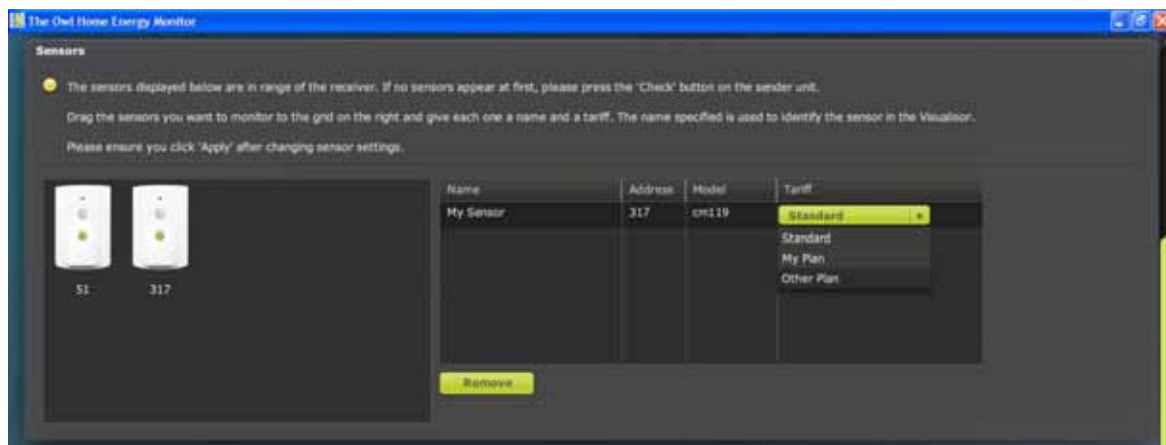 The Owl Home Energy Monitor
Sensors
The sensors displayed below are in range of the receiver. If no sensors appear at first, please press the 'Check' button on the sender unit.
Drag the sensors you want to monitor to the grid on the right and give each one a name and a tariff. The name specified is used to identify the sensor in the Visualisor.
Please ensure you click 'Apply' after changing sensor settings.
Name Address Model Tariff
My Sensor 317 cm119 Standard
Standard
My Plan
Other Plan
51 317
Remove